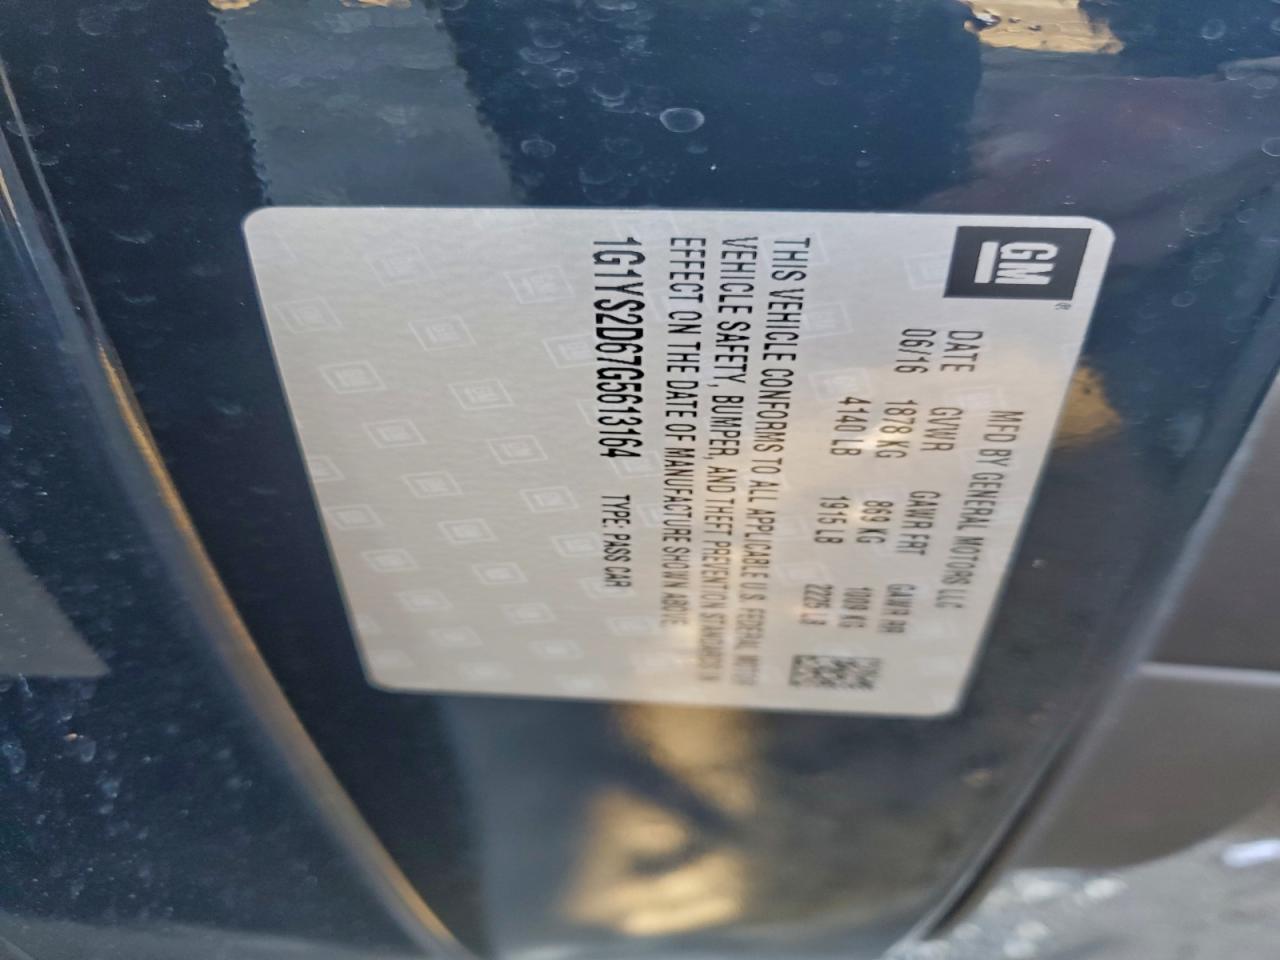 GM ®
MFD BY GENERAL MOTORS LLC
DATE GVWR GAWR FRT GAWR RR
06/16 1878 KG 869 KG 1009 KG
4140 LB 1915 LB 2225 LB
THIS VEHICLE CONFORMS TO ALL APPLICABLE U.S. FEDERAL MOTOR
VEHICLE SAFETY, BUMPER, AND THEFT PREVENTION STANDARDS IN
EFFECT ON THE DATE OF MANUFACTURE SHOWN ABOVE.
1G1YS2D67G5613164 TYPE: PASS CAR